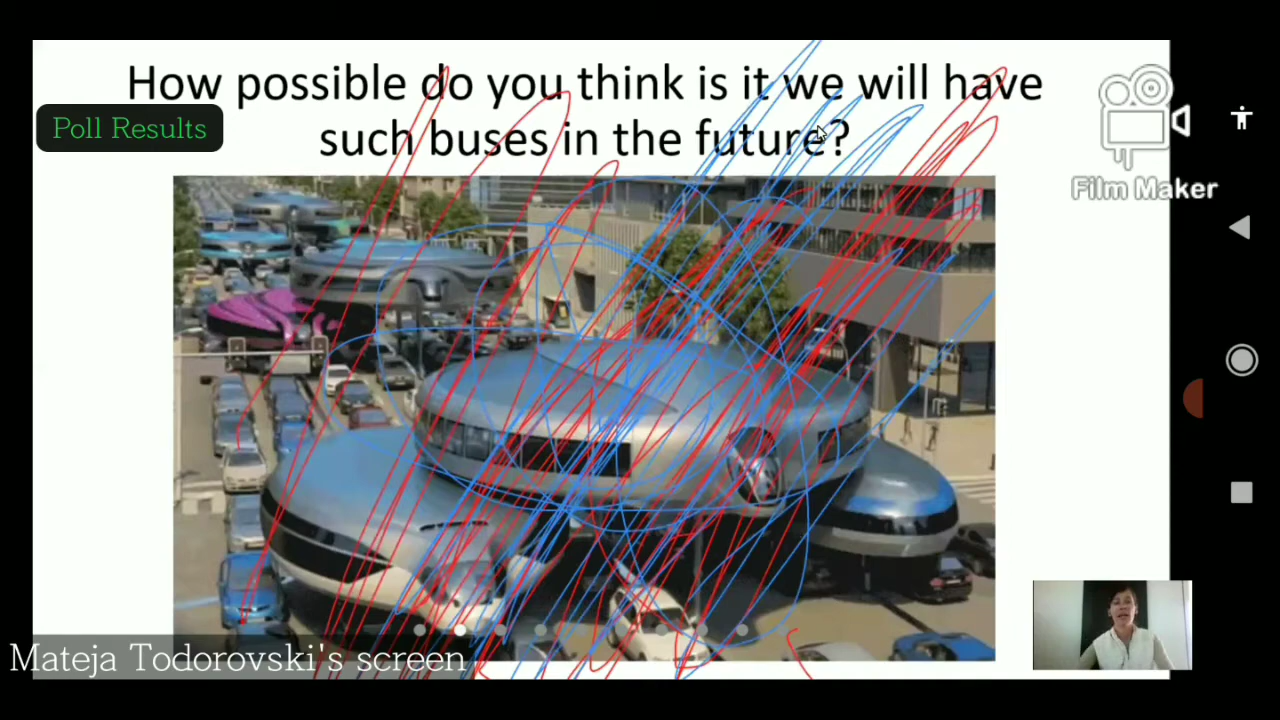 How possible do you think is it we will have
such buses in the future?
Poll Results
Film Maker
Mateja Todorovski's screen